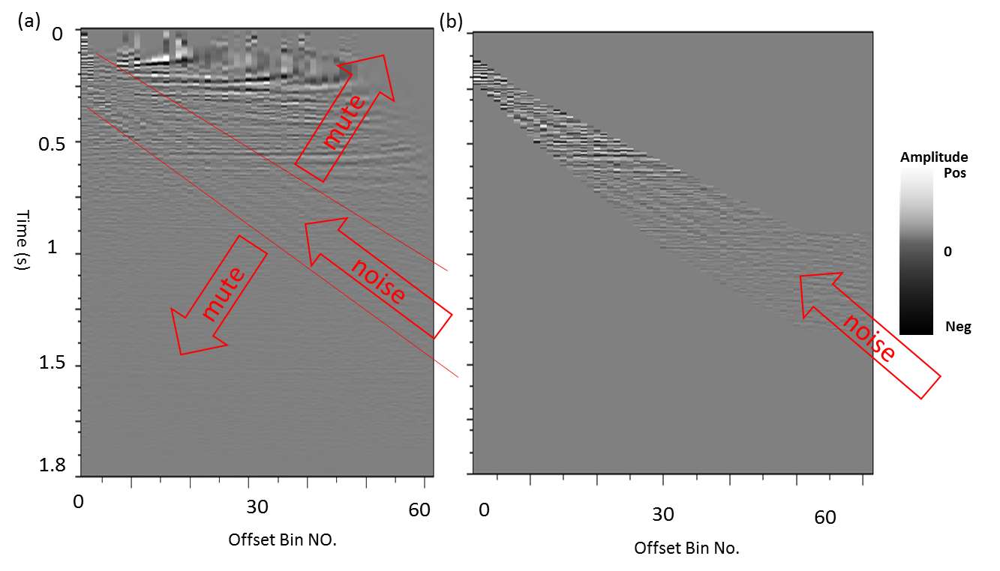 (a)
(b)
0
0.5
1
1.5
1.8
Time (s)
mute
noise
mute
noise
0
30
60
Offset Bin NO.
0
30
60
Offset Bin No.
Amplitude
Pos
0
Neg